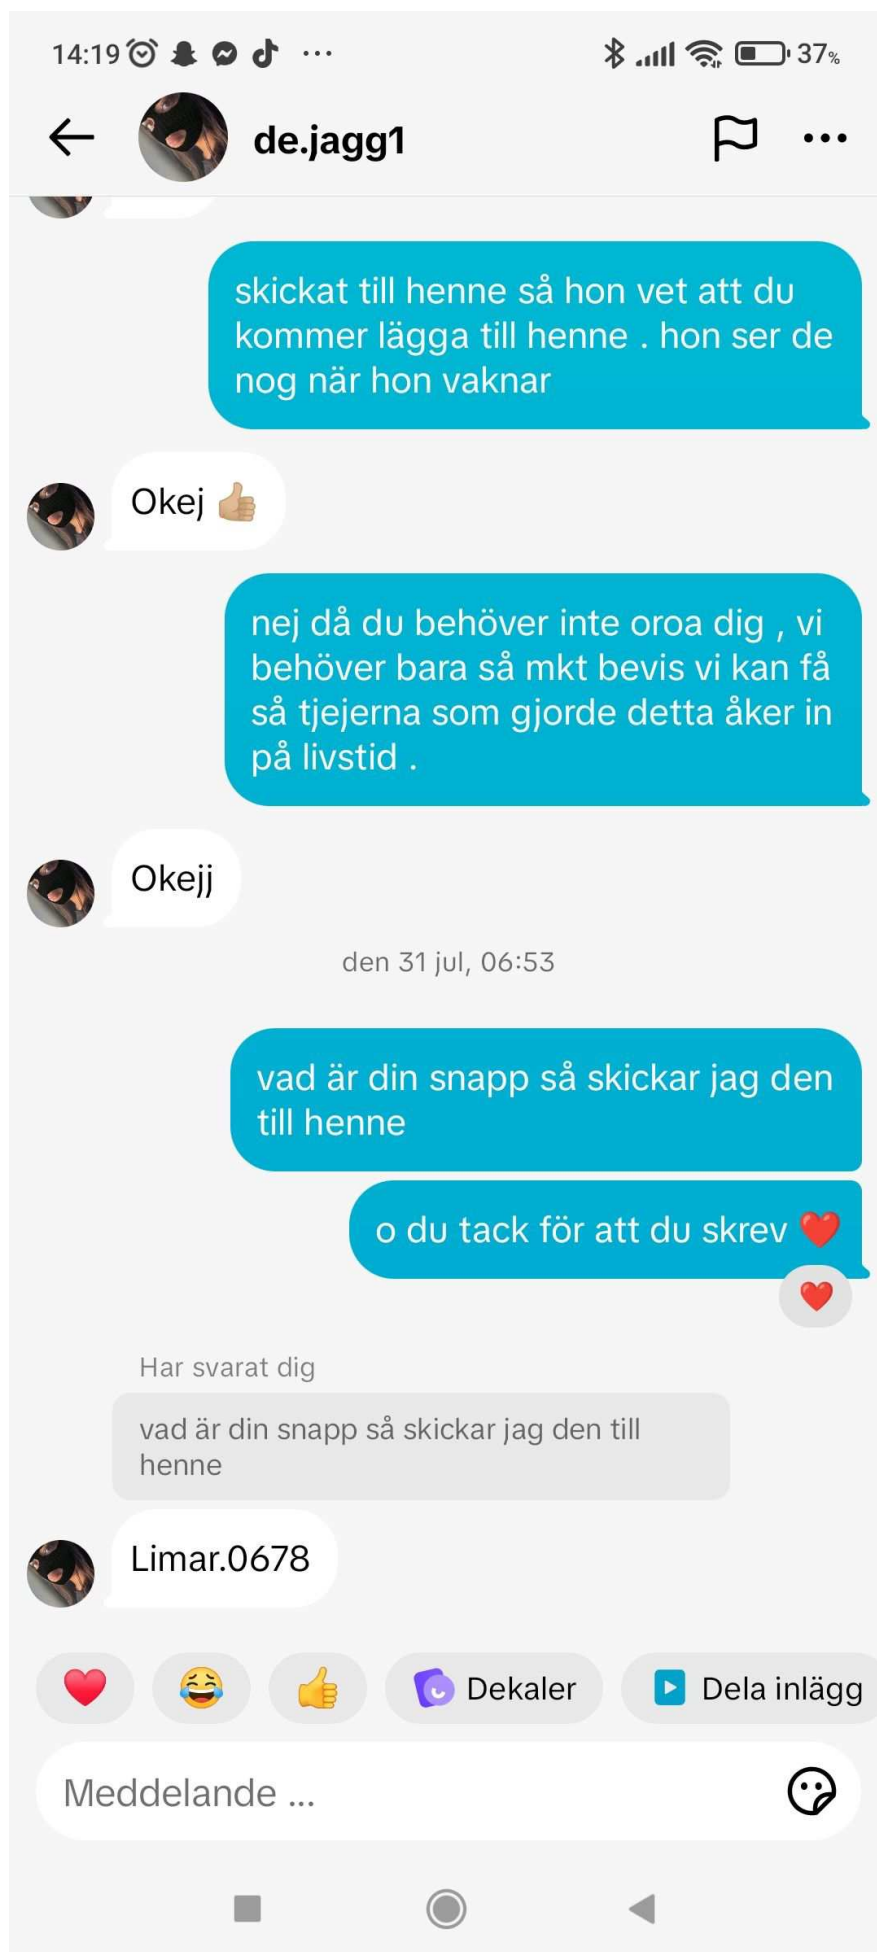 14:19 ... 37%
de.jagg1
skickat till henne så hon vet att du
kommer lägga till henne . hon ser de
nog när hon vaknar
Okej 👍🏼
nej då du behöver inte oroa dig , vi
behöver bara så mkt bevis vi kan få
så tjejerna som gjorde detta åker in
på livstid .
Okejj
den 31 jul, 06:53
vad är din snapp så skickar jag den
till henne
o du tack för att du skrev ❤️
❤️
Har svarat dig
vad är din snapp så skickar jag den till
henne
Limar.0678
❤️ 😂 👍 Dekaler Dela inlägg
Meddelande ...